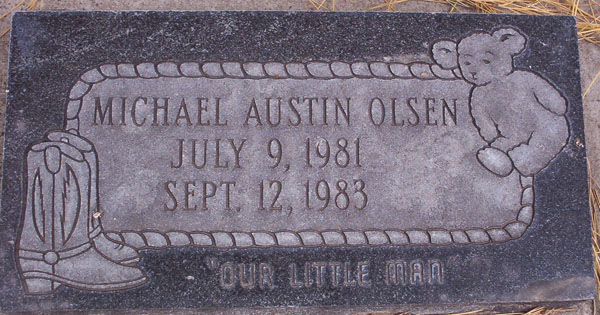 MICHAEL AUSTIN OLSEN
JULY 9, 1981
SEPT. 12, 1983
"OUR LITTLE MAN"